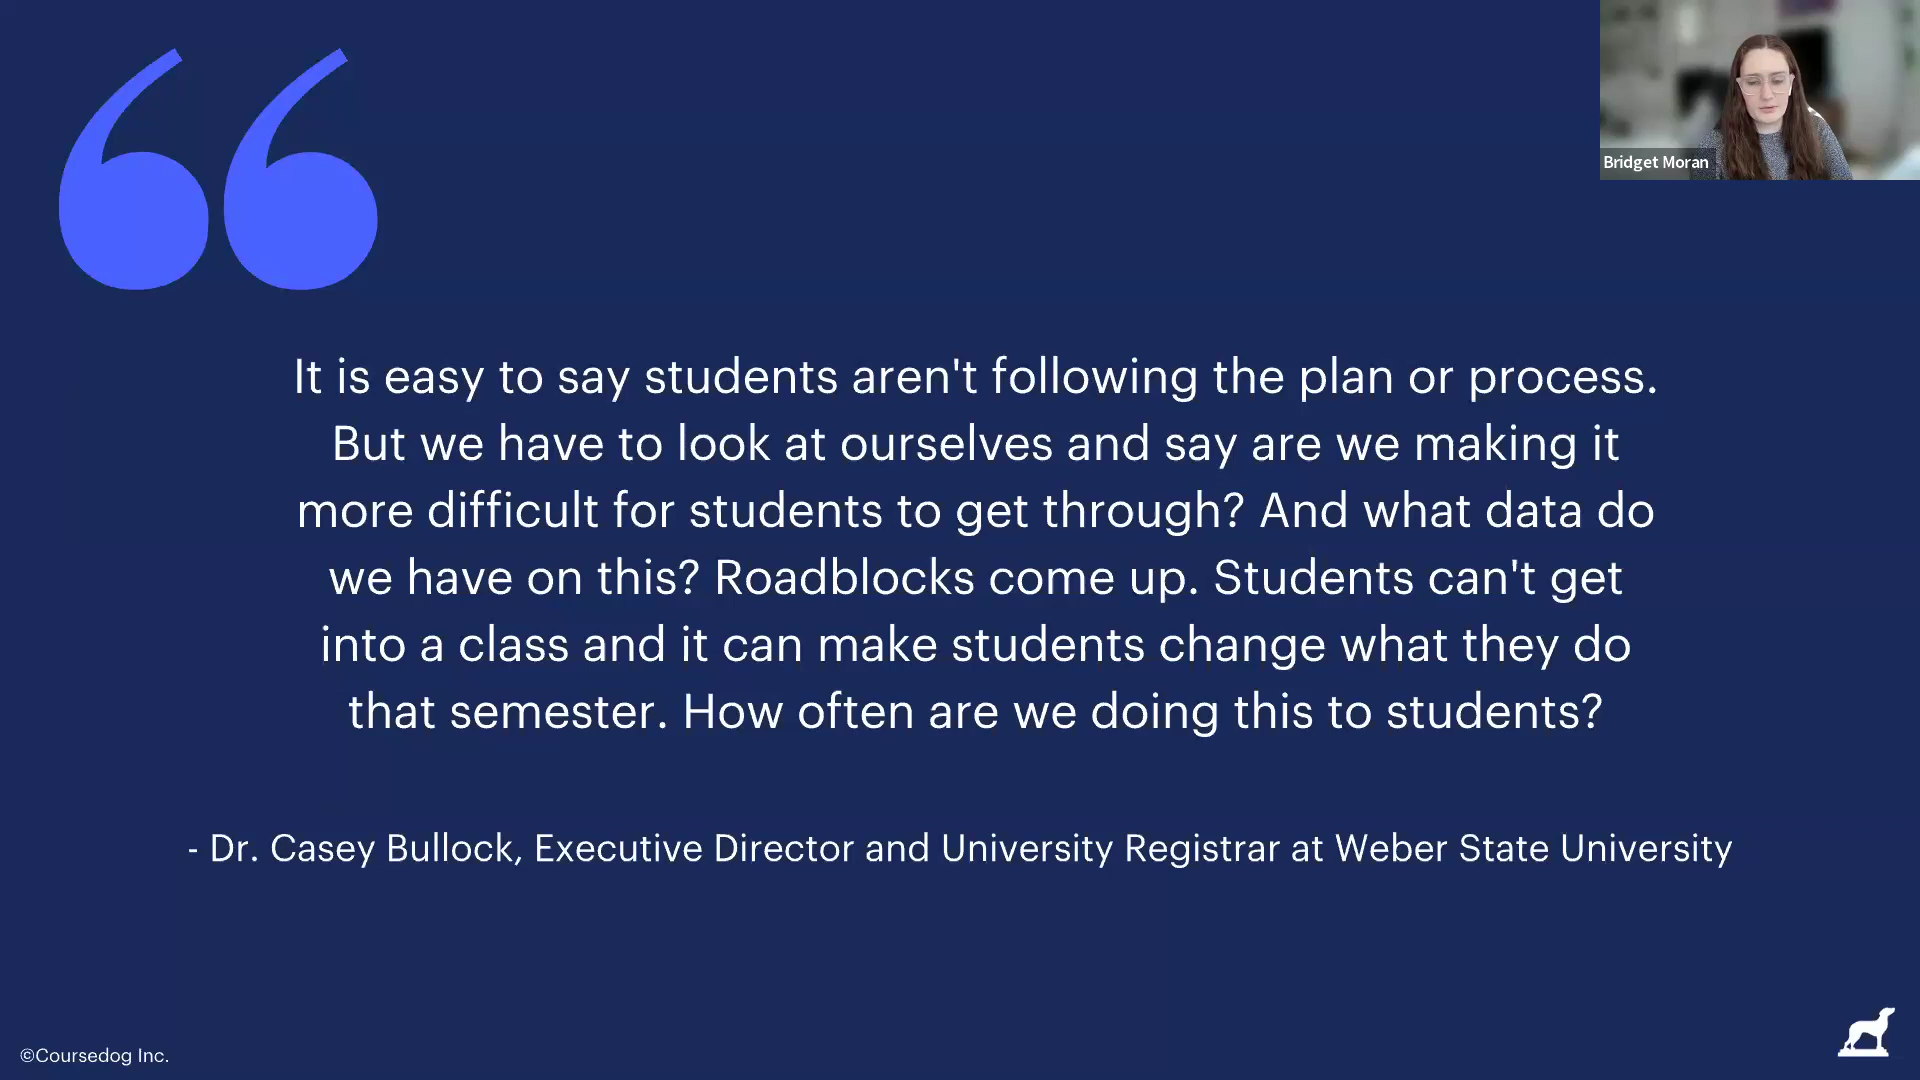 Bridget Moran
It is easy to say students aren't following the plan or process.
But we have to look at ourselves and say are we making it
more difficult for students to get through? And what data do
we have on this? Roadblocks come up. Students can't get
into a class and it can make students change what they do
that semester. How often are we doing this to students?
- Dr. Casey Bullock, Executive Director and University Registrar at Weber State University
©Coursedog Inc.